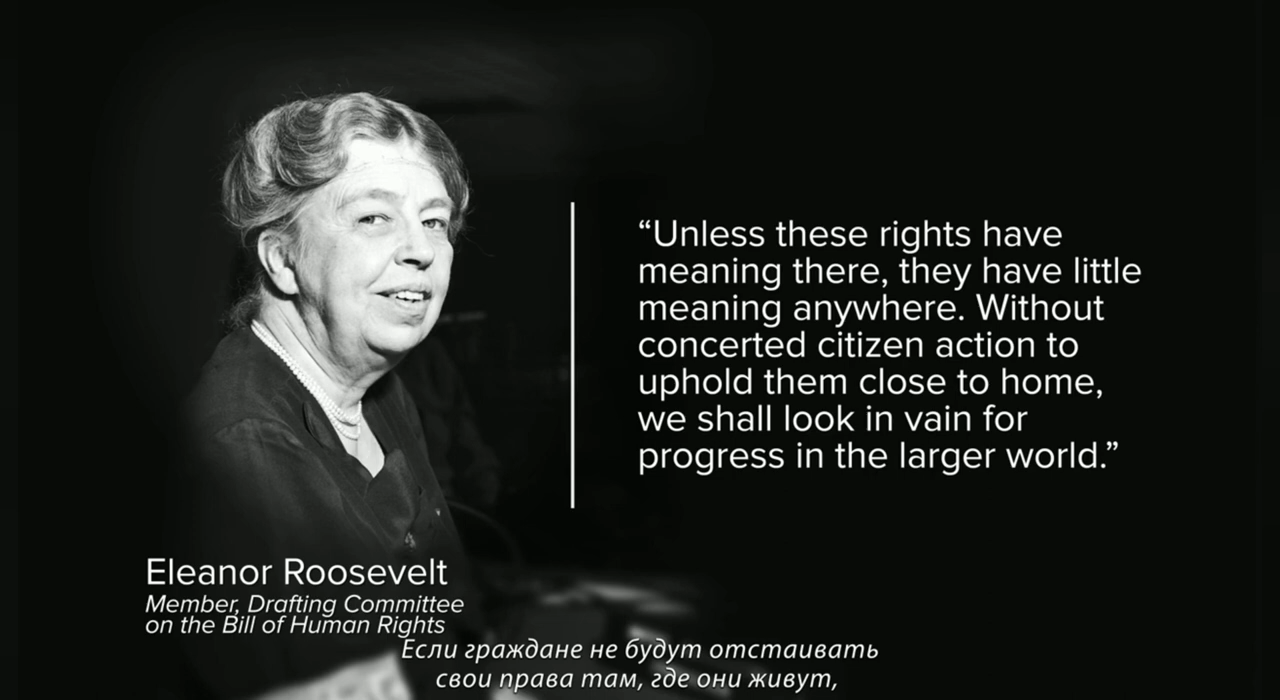 “Unless these rights have
meaning there, they have little
meaning anywhere. Without
concerted citizen action to
uphold them close to home,
we shall look in vain for
progress in the larger world.”
Eleanor Roosevelt
Member, Drafting Committee
on the Bill of Human Rights
Если граждане не будут отстаивать
свои права там, где они живут,